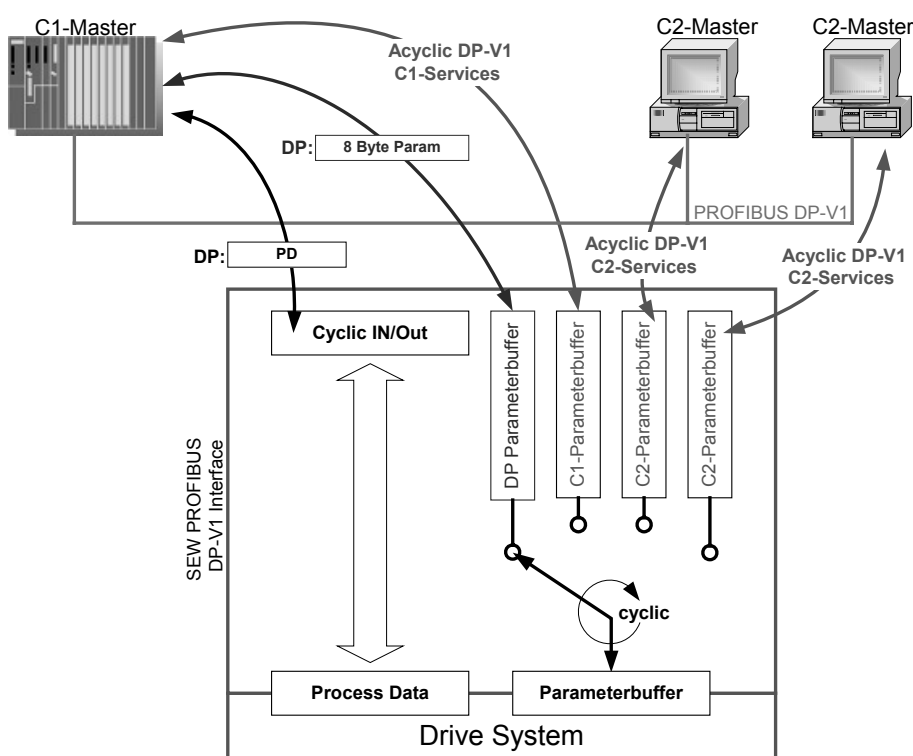 C1-Master
C2-Master
C2-Master
Acyclic DP-V1
C1-Services
DP:
8 Byte Param
PROFIBUS DP-V1
Acyclic DP-V1
C2-Services
Acyclic DP-V1
C2-Services
DP:
PD
Cyclic IN/Out
DP Parameterbuffer
C1-Parameterbuffer
C2-Parameterbuffer
C2-Parameterbuffer
SEW PROFIBUS
DP-V1 Interface
cyclic
Process Data
Parameterbuffer
Drive System